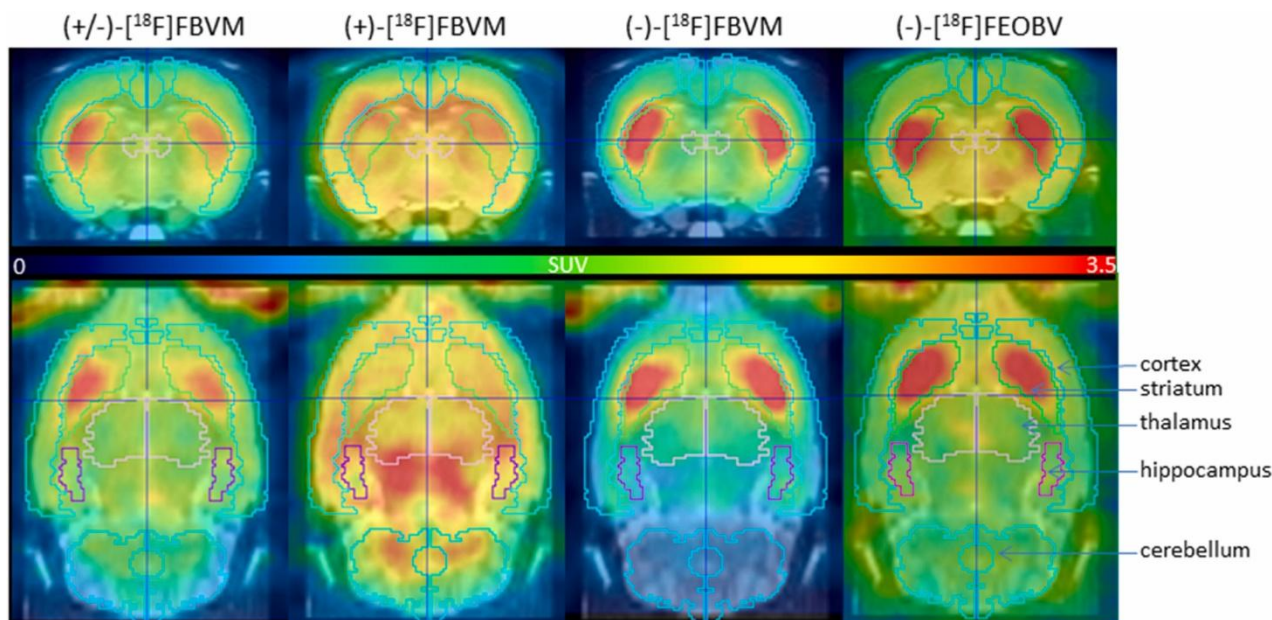 (+/-)-[¹⁸F]FBVM (+)-[¹⁸F]FBVM (-)-[¹⁸F]FBVM (-)-[¹⁸F]FEOBV
0 SUV 3.5
cortex
striatum
thalamus
hippocampus
cerebellum